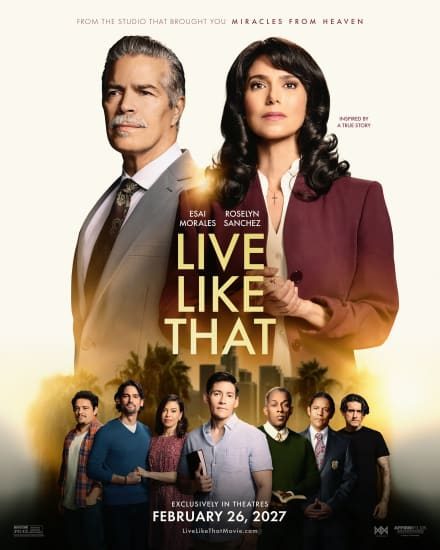 FROM THE STUDIO THAT BROUGHT YOU MIRACLES FROM HEAVEN
INSPIRED BY
A TRUE STORY
ESAI MORALES
ROSELYN SANCHEZ
LIVE
LIKE
THAT
EXCLUSIVELY IN THEATRES
FEBRUARY 26, 2027
LiveLikeThatMovie.com